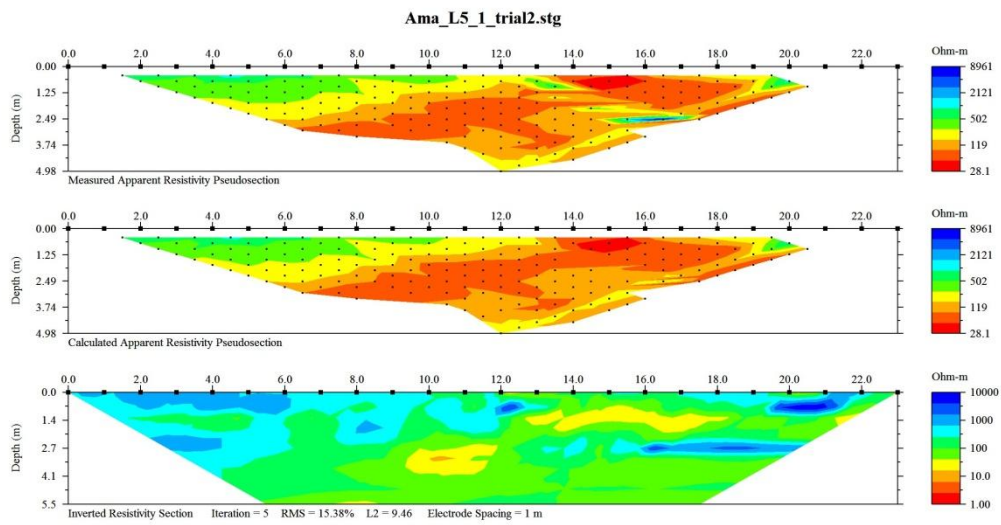 Ama_L5_1_trial2.stg
0.0 2.0 4.0 6.0 8.0 10.0 12.0 14.0 16.0 18.0 20.0 22.0
Ohm-m
0.00
1.25
2.49
3.74
4.98
Depth (m)
8961
2121
502
119
28.1
Measured Apparent Resistivity Pseudosection
0.0 2.0 4.0 6.0 8.0 10.0 12.0 14.0 16.0 18.0 20.0 22.0
Ohm-m
0.00
1.25
2.49
3.74
4.98
Depth (m)
8961
2121
502
119
28.1
Calculated Apparent Resistivity Pseudosection
0.0 2.0 4.0 6.0 8.0 10.0 12.0 14.0 16.0 18.0 20.0 22.0
Ohm-m
0.0
1.4
2.7
4.1
5.5
Depth (m)
10000
1000
100
10.0
1.00
Inverted Resistivity Section Iteration = 5 RMS = 15.38% L2 = 9.46 Electrode Spacing = 1 m